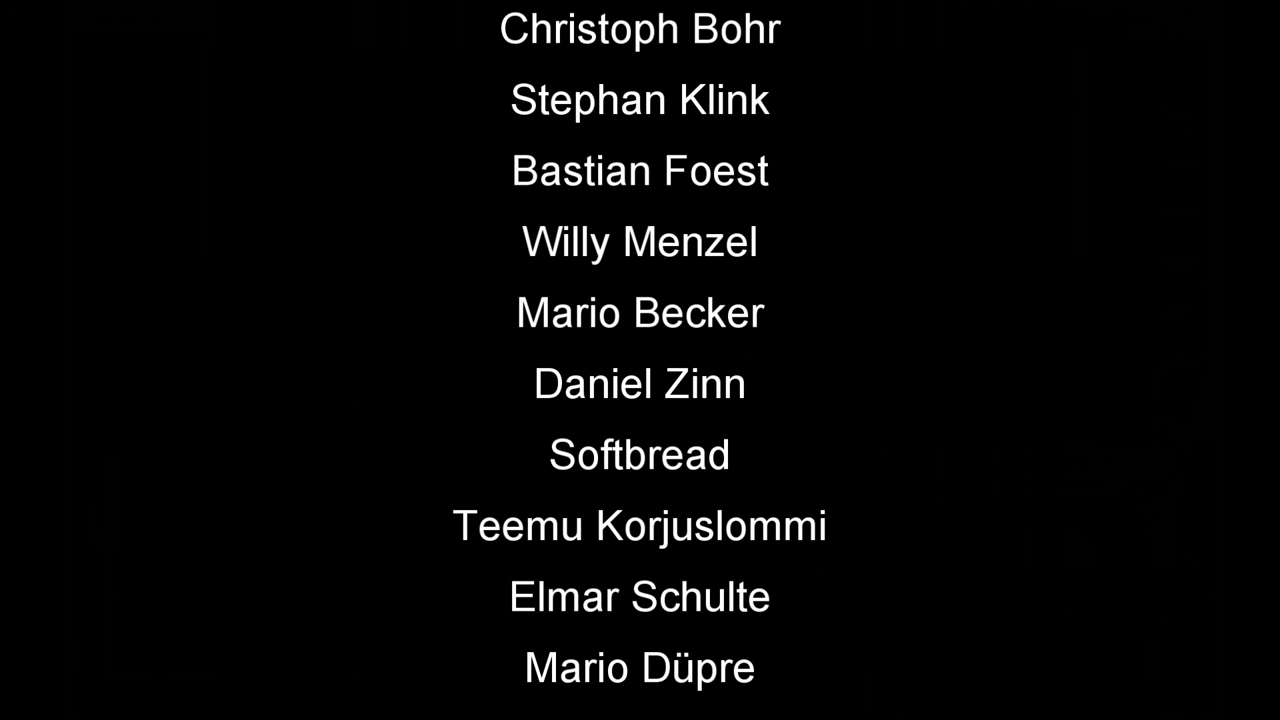 Christoph Bohr
Stephan Klink
Bastian Foest
Willy Menzel
Mario Becker
Daniel Zinn
Softbread
Teemu Korjuslommi
Elmar Schulte
Mario Düpre